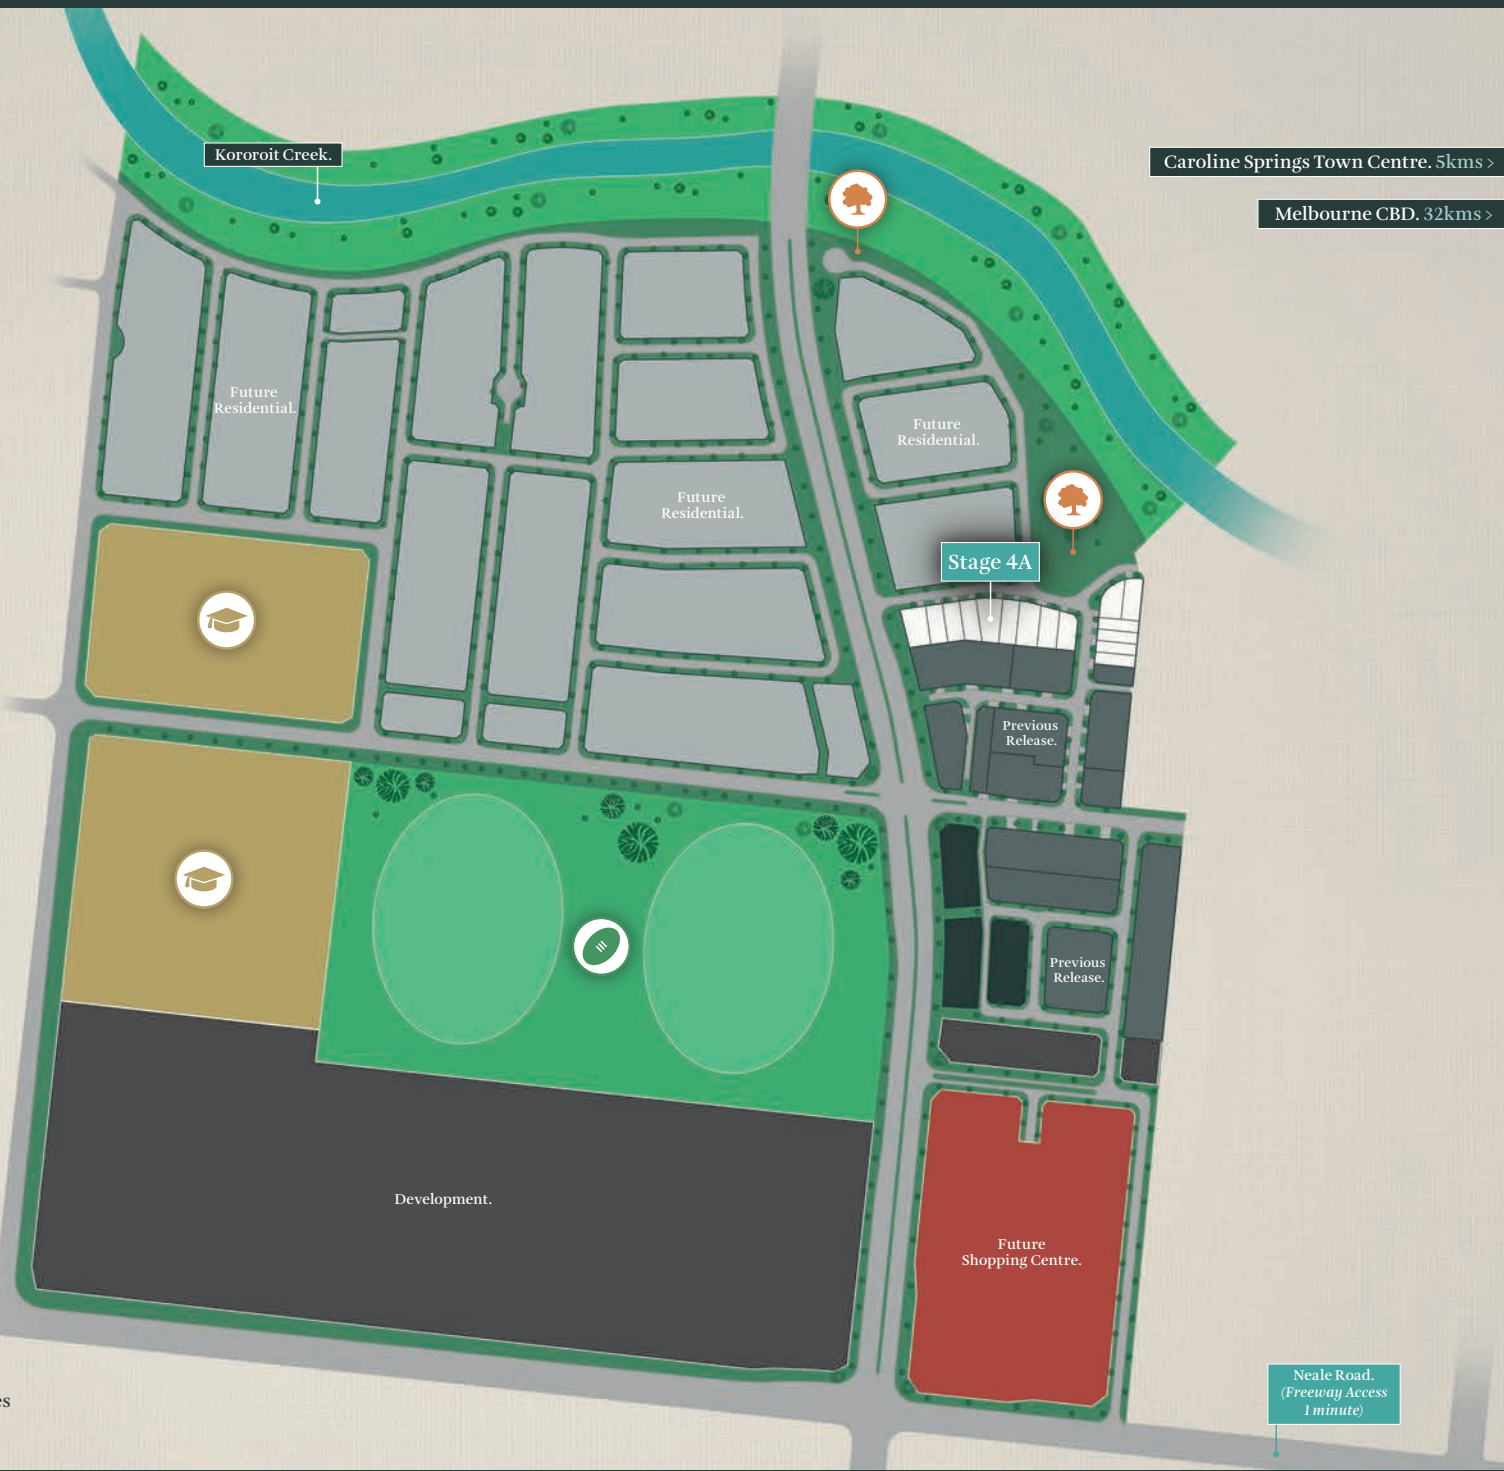 Kororoit Creek.
Caroline Springs Town Centre. 5kms >
Melbourne CBD. 32kms >
Future
Residential.
Future
Residential.
Future
Residential.
Stage 4A
Previous
Release.
Previous
Release.
Development.
Future
Shopping Centre.
Neale Road.
(Freeway Access
1 minute)
es